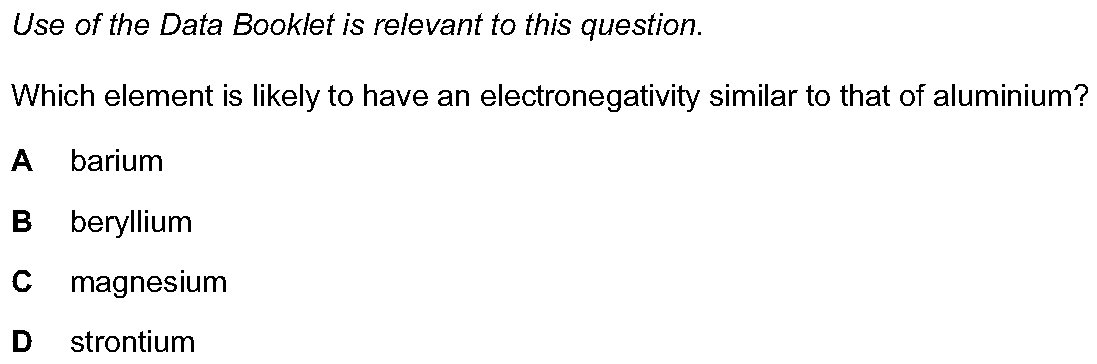 Use of the Data Booklet is relevant to this question.
Which element is likely to have an electronegativity similar to that of aluminium?
A barium
B beryllium
C magnesium
D strontium